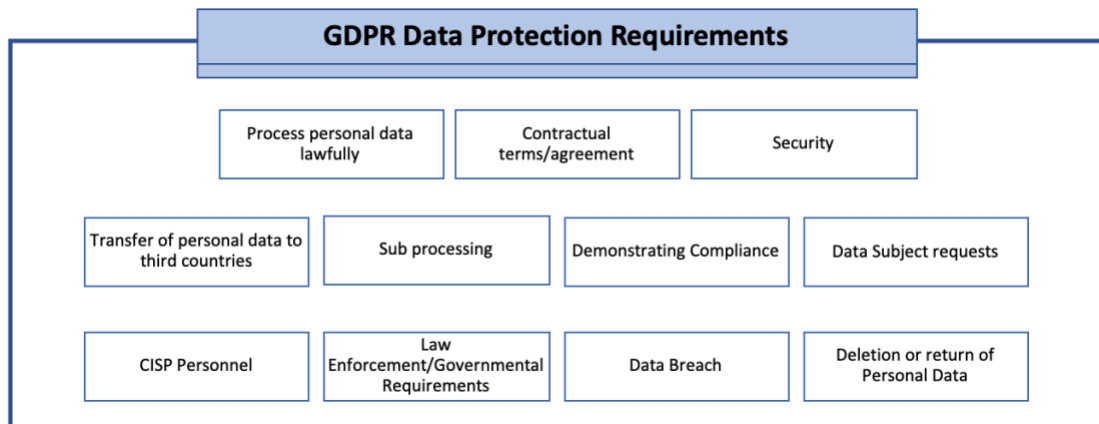 GDPR Data Protection Requirements
Process personal data
lawfully
Contractual
terms/agreement
Security
Transfer of personal data to
third countries
Sub processing
Demonstrating Compliance
Data Subject requests
CISP Personnel
Law
Enforcement/Governmental
Requirements
Data Breach
Deletion or return of
Personal Data